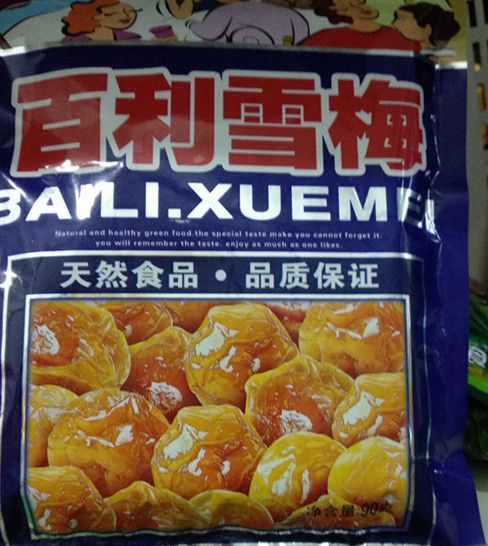 百利雪梅
BAILI.XUEME
Natural and healthy green food.the special taste make you cannot forget it.
you will remember the taste. enjoy as much as one likes.
天然食品·品质保证
净含量:90克